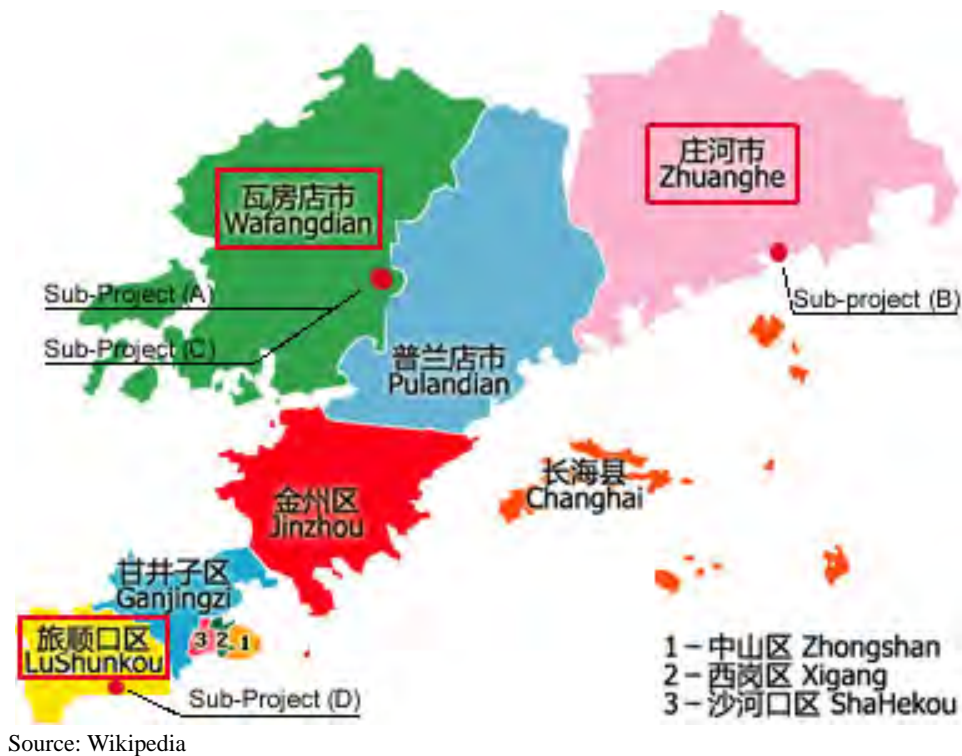 庄河市
Zhuanghe
瓦房店市
Wafangdian
Sub-Project (A)
Sub-project (B)
Sub-Project (C)
普兰店市
Pulandian
长海县
Changhai
金州区
Jinzhou
甘井子区
Ganjingzi
旅顺口区
LuShunkou
3 2. 1
Sub-Project (D)
1－中山区 Zhongshan
2－西岗区 Xigang
3－沙河口区 ShaHekou
Source: Wikipedia